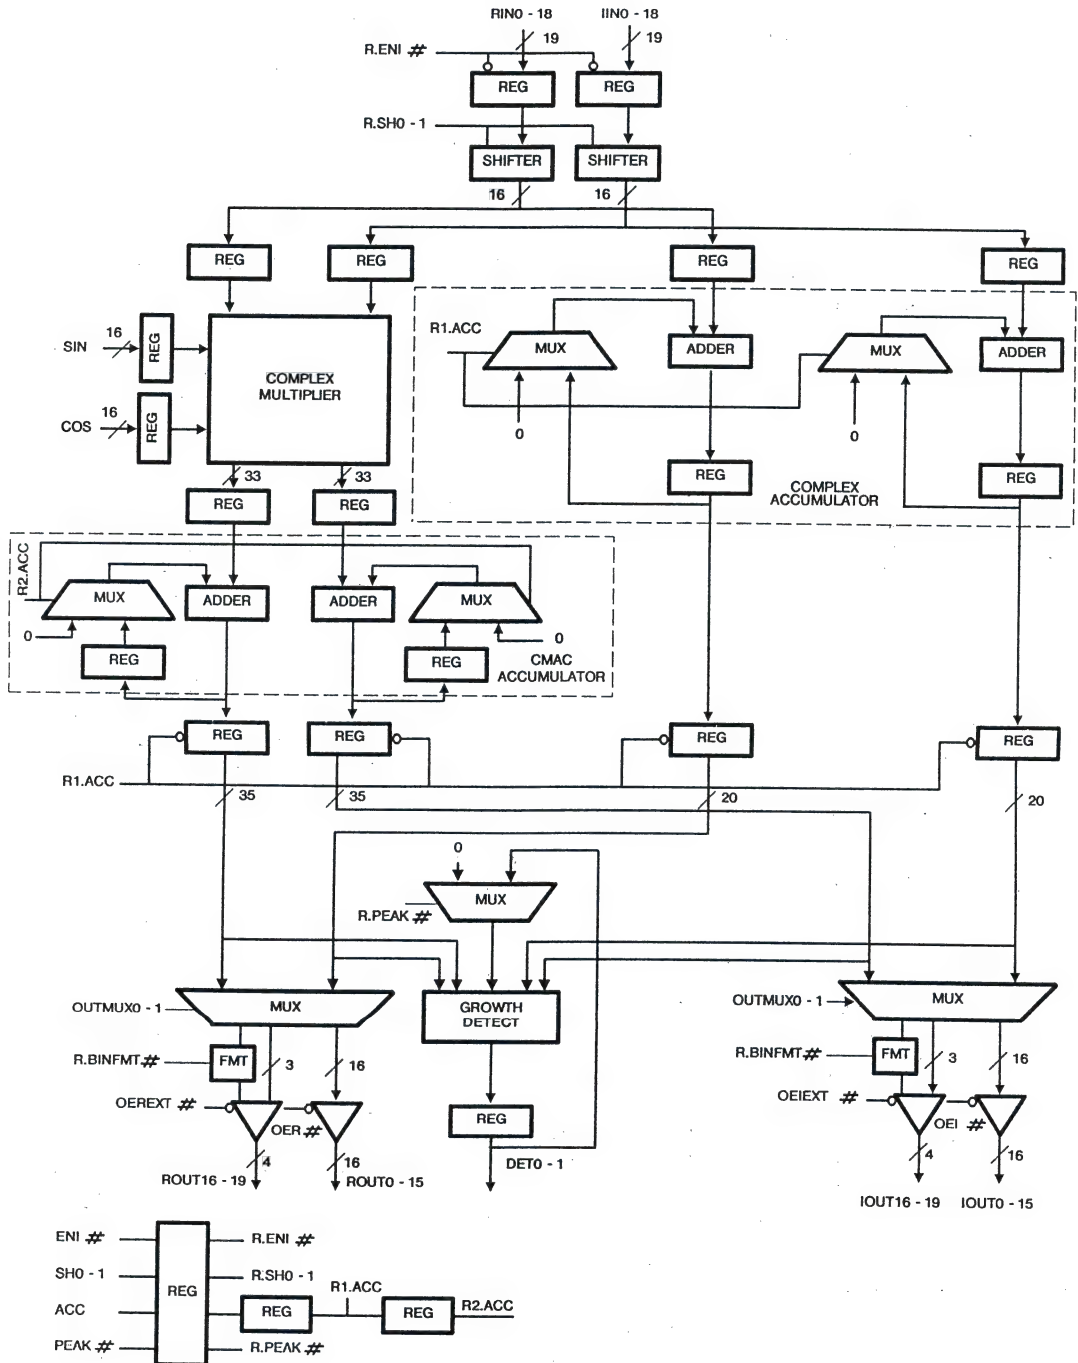 RIN0 - 18 IIN0 - 18
19 19
R.ENI #
REG REG
R.SH0 - 1
SHIFTER SHIFTER
16 16
REG REG REG REG
R1.ACC
MUX ADDER MUX ADDER
0 0
REG REG
COMPLEX
ACCUMULATOR
SIN 16 REG
COS 16 REG
COMPLEX
MULTIPLIER
33 33
REG REG
R2.ACC
MUX ADDER ADDER MUX
0 0
REG REG
CMAC
ACCUMULATOR
REG REG REG REG
R1.ACC
35 35 20 20
0
MUX
R.PEAK #
OUTMUX0 - 1 MUX
GROWTH
DETECT
OUTMUX0 - 1 MUX
R.BINFMT # FMT 3 16
R.BINFMT # FMT 3 16
OEREXT # OER #
REG
OEIEXT # OEI #
4 16
DET0 - 1
4 16
ROUT16 - 19 ROUT0 - 15
IOUT16 - 19 IOUT0 - 15
ENI # R.ENI #
SH0 - 1 R.SH0 - 1
REG
ACC REG R1.ACC REG R2.ACC
PEAK # R.PEAK #